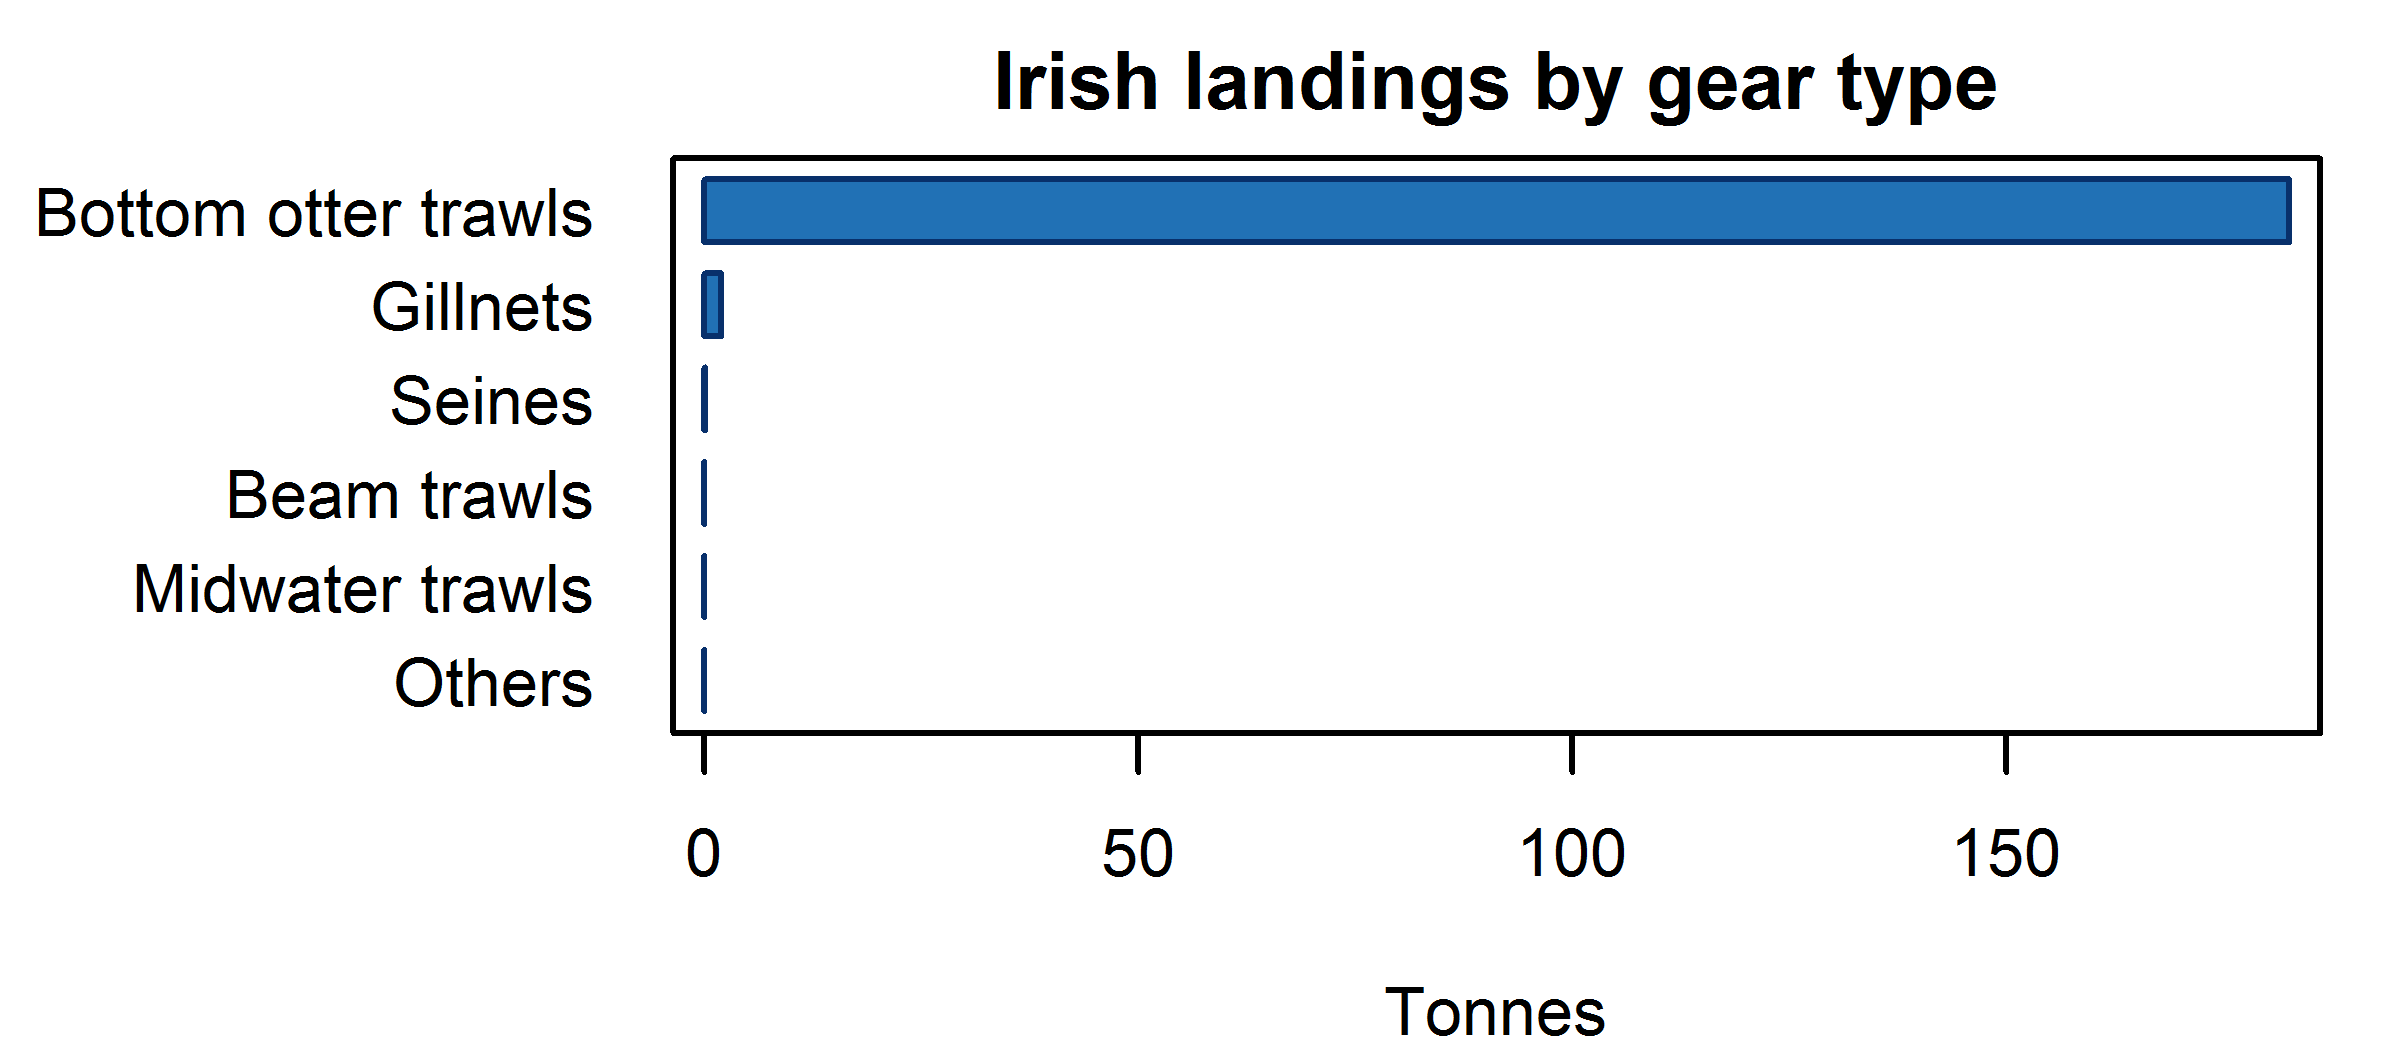 Irish landings by gear type
Bottom otter trawls
Gillnets
Seines
Beam trawls
Midwater trawls
Others
0 50 100 150
Tonnes